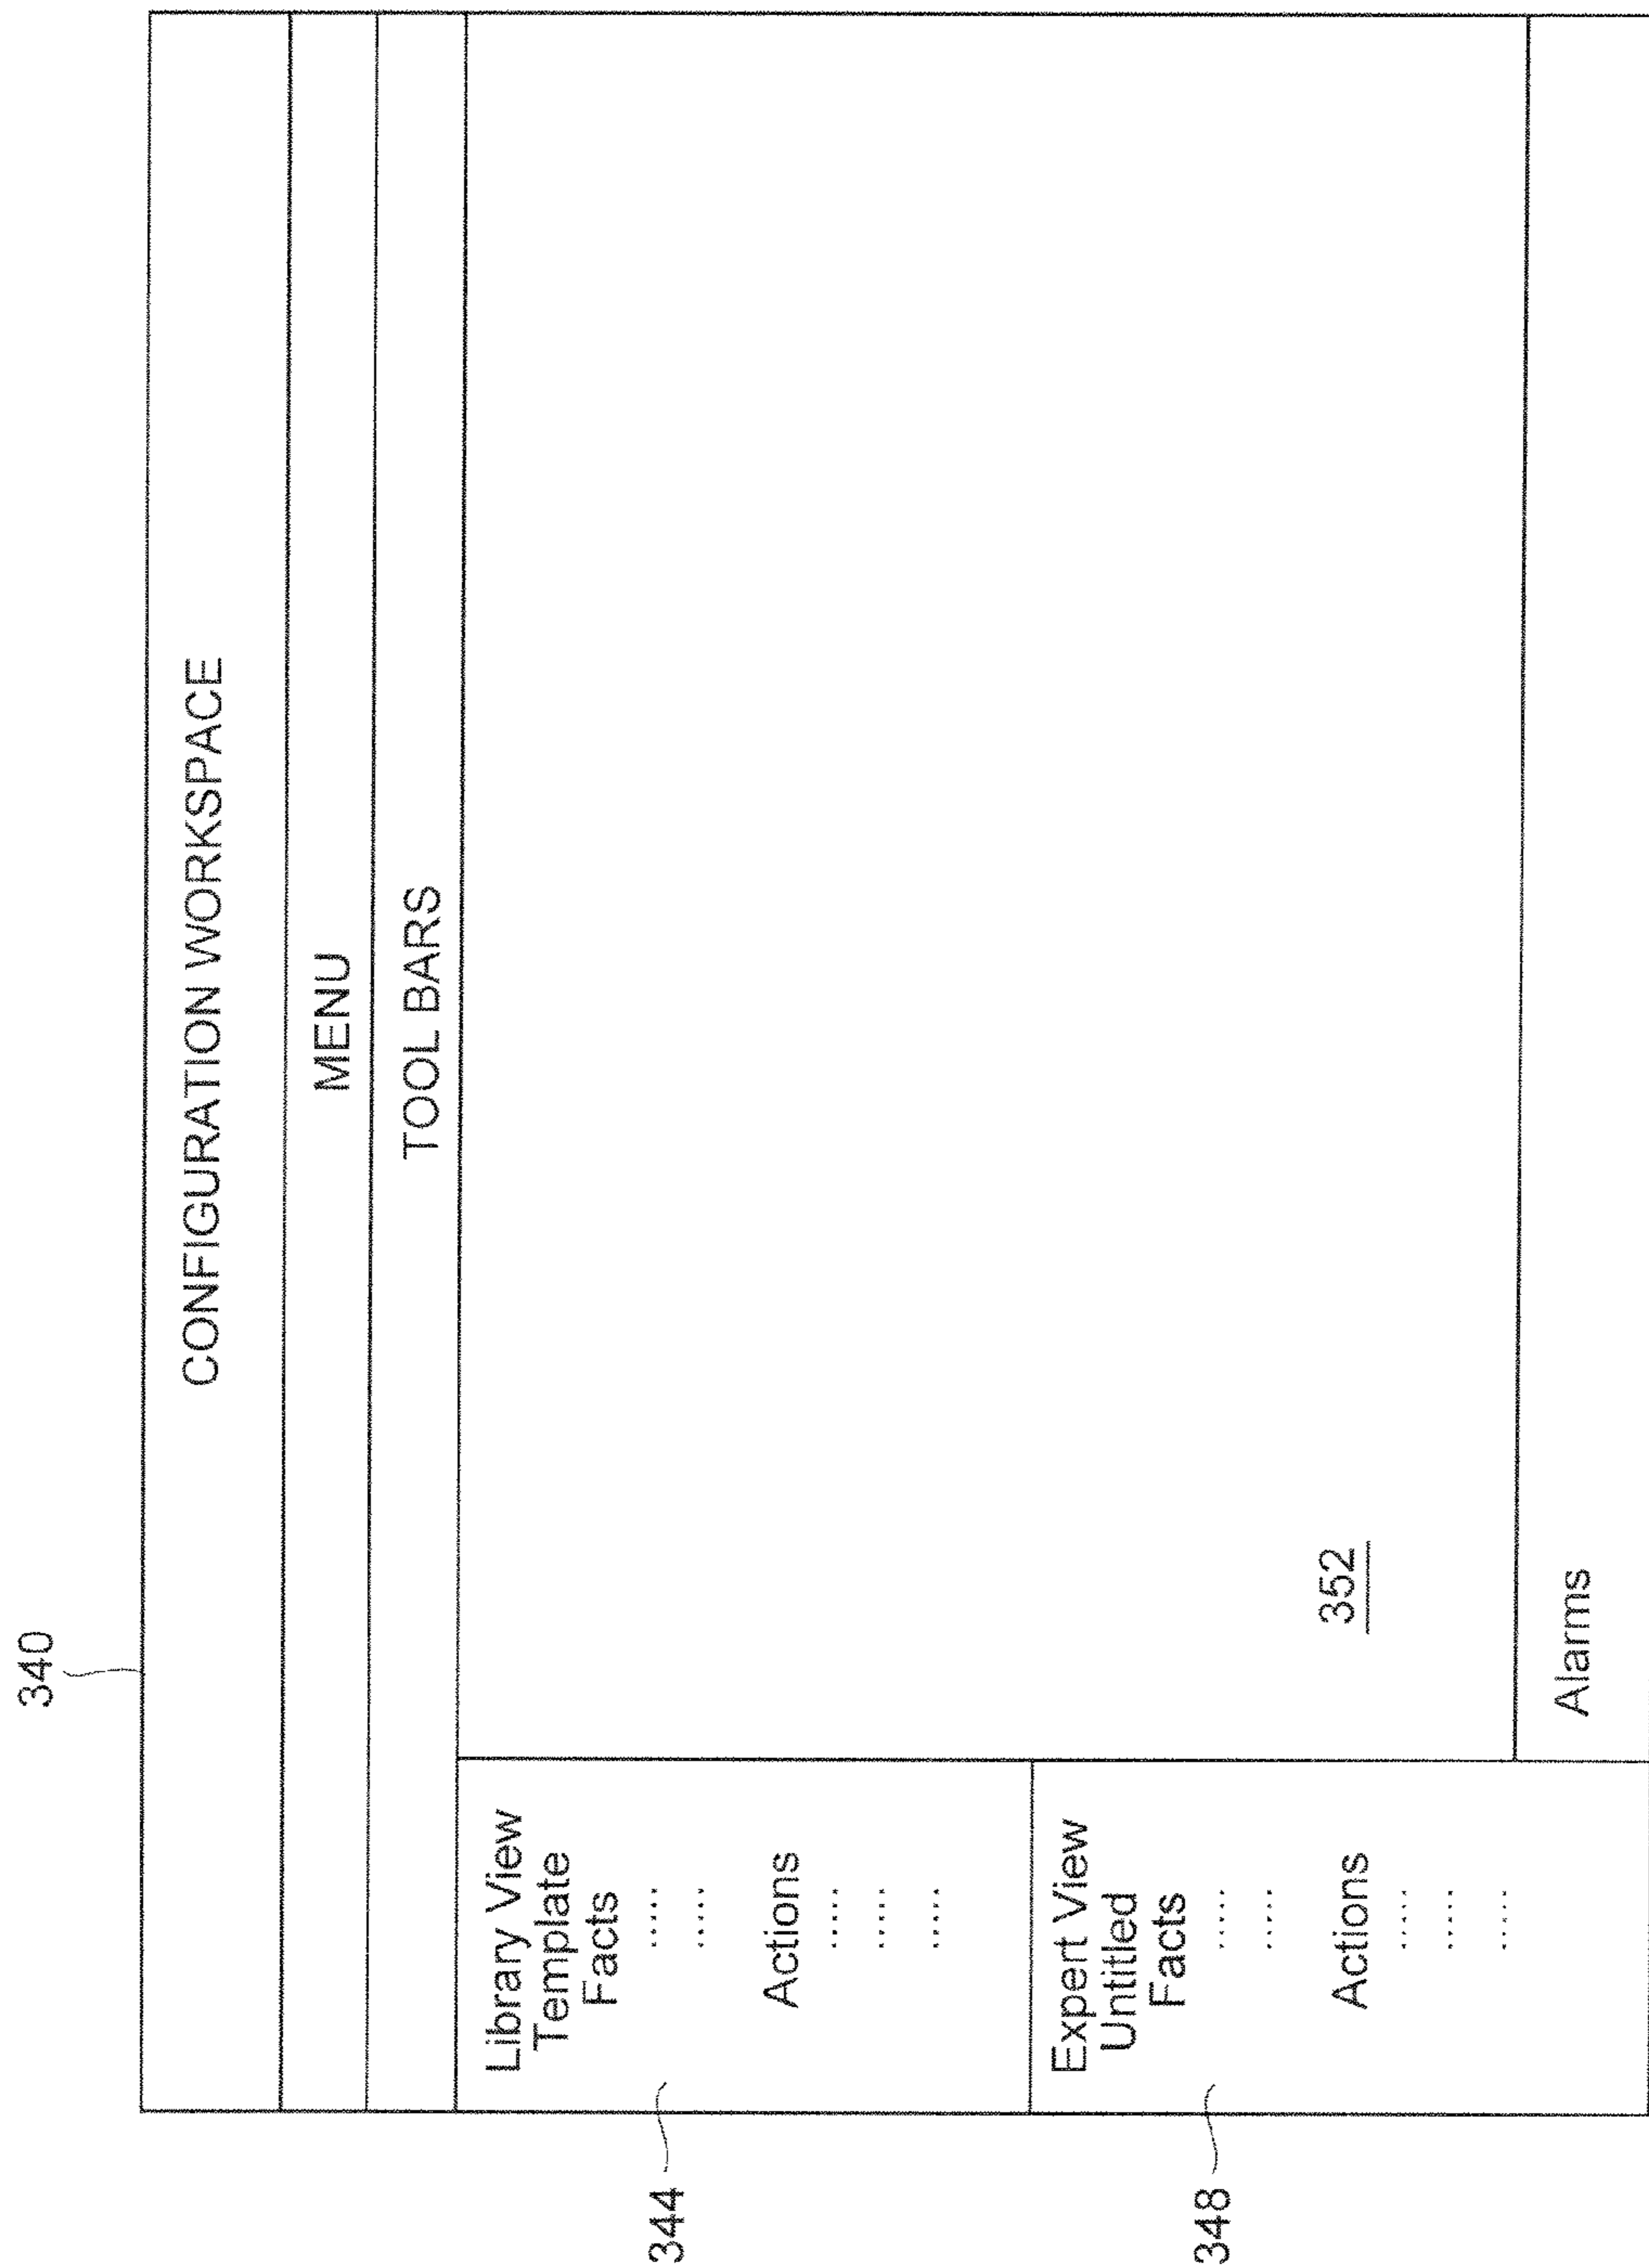 340
CONFIGURATION WORKSPACE
MENU
TOOL BARS
344
Library View
Template
Facts
.....
.....
Actions
.....
.....
.....
348
Expert View
Untitled
Facts
.....
.....
Actions
.....
.....
.....
352
Alarms